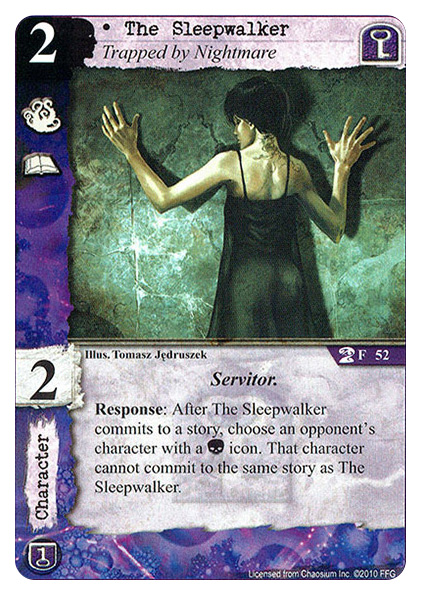 2
• The Sleepwalker
Trapped by Nightmare
Illus. Tomasz Jędruszek
F 52
2
Servitor.
Response: After The Sleepwalker
commits to a story, choose an opponent's
character with a icon. That character
cannot commit to the same story as The
Sleepwalker.
Character
1
Licensed from Chaosium Inc. ©2010 FFG